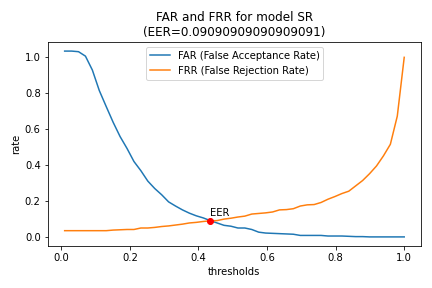 FAR and FRR for model SR
(EER=0.09090909090909091)
FAR (False Acceptance Rate)
FRR (False Rejection Rate)
1.0
0.8
0.6
0.4
0.2
0.0
rate
EER
0.0 0.2 0.4 0.6 0.8 1.0
thresholds